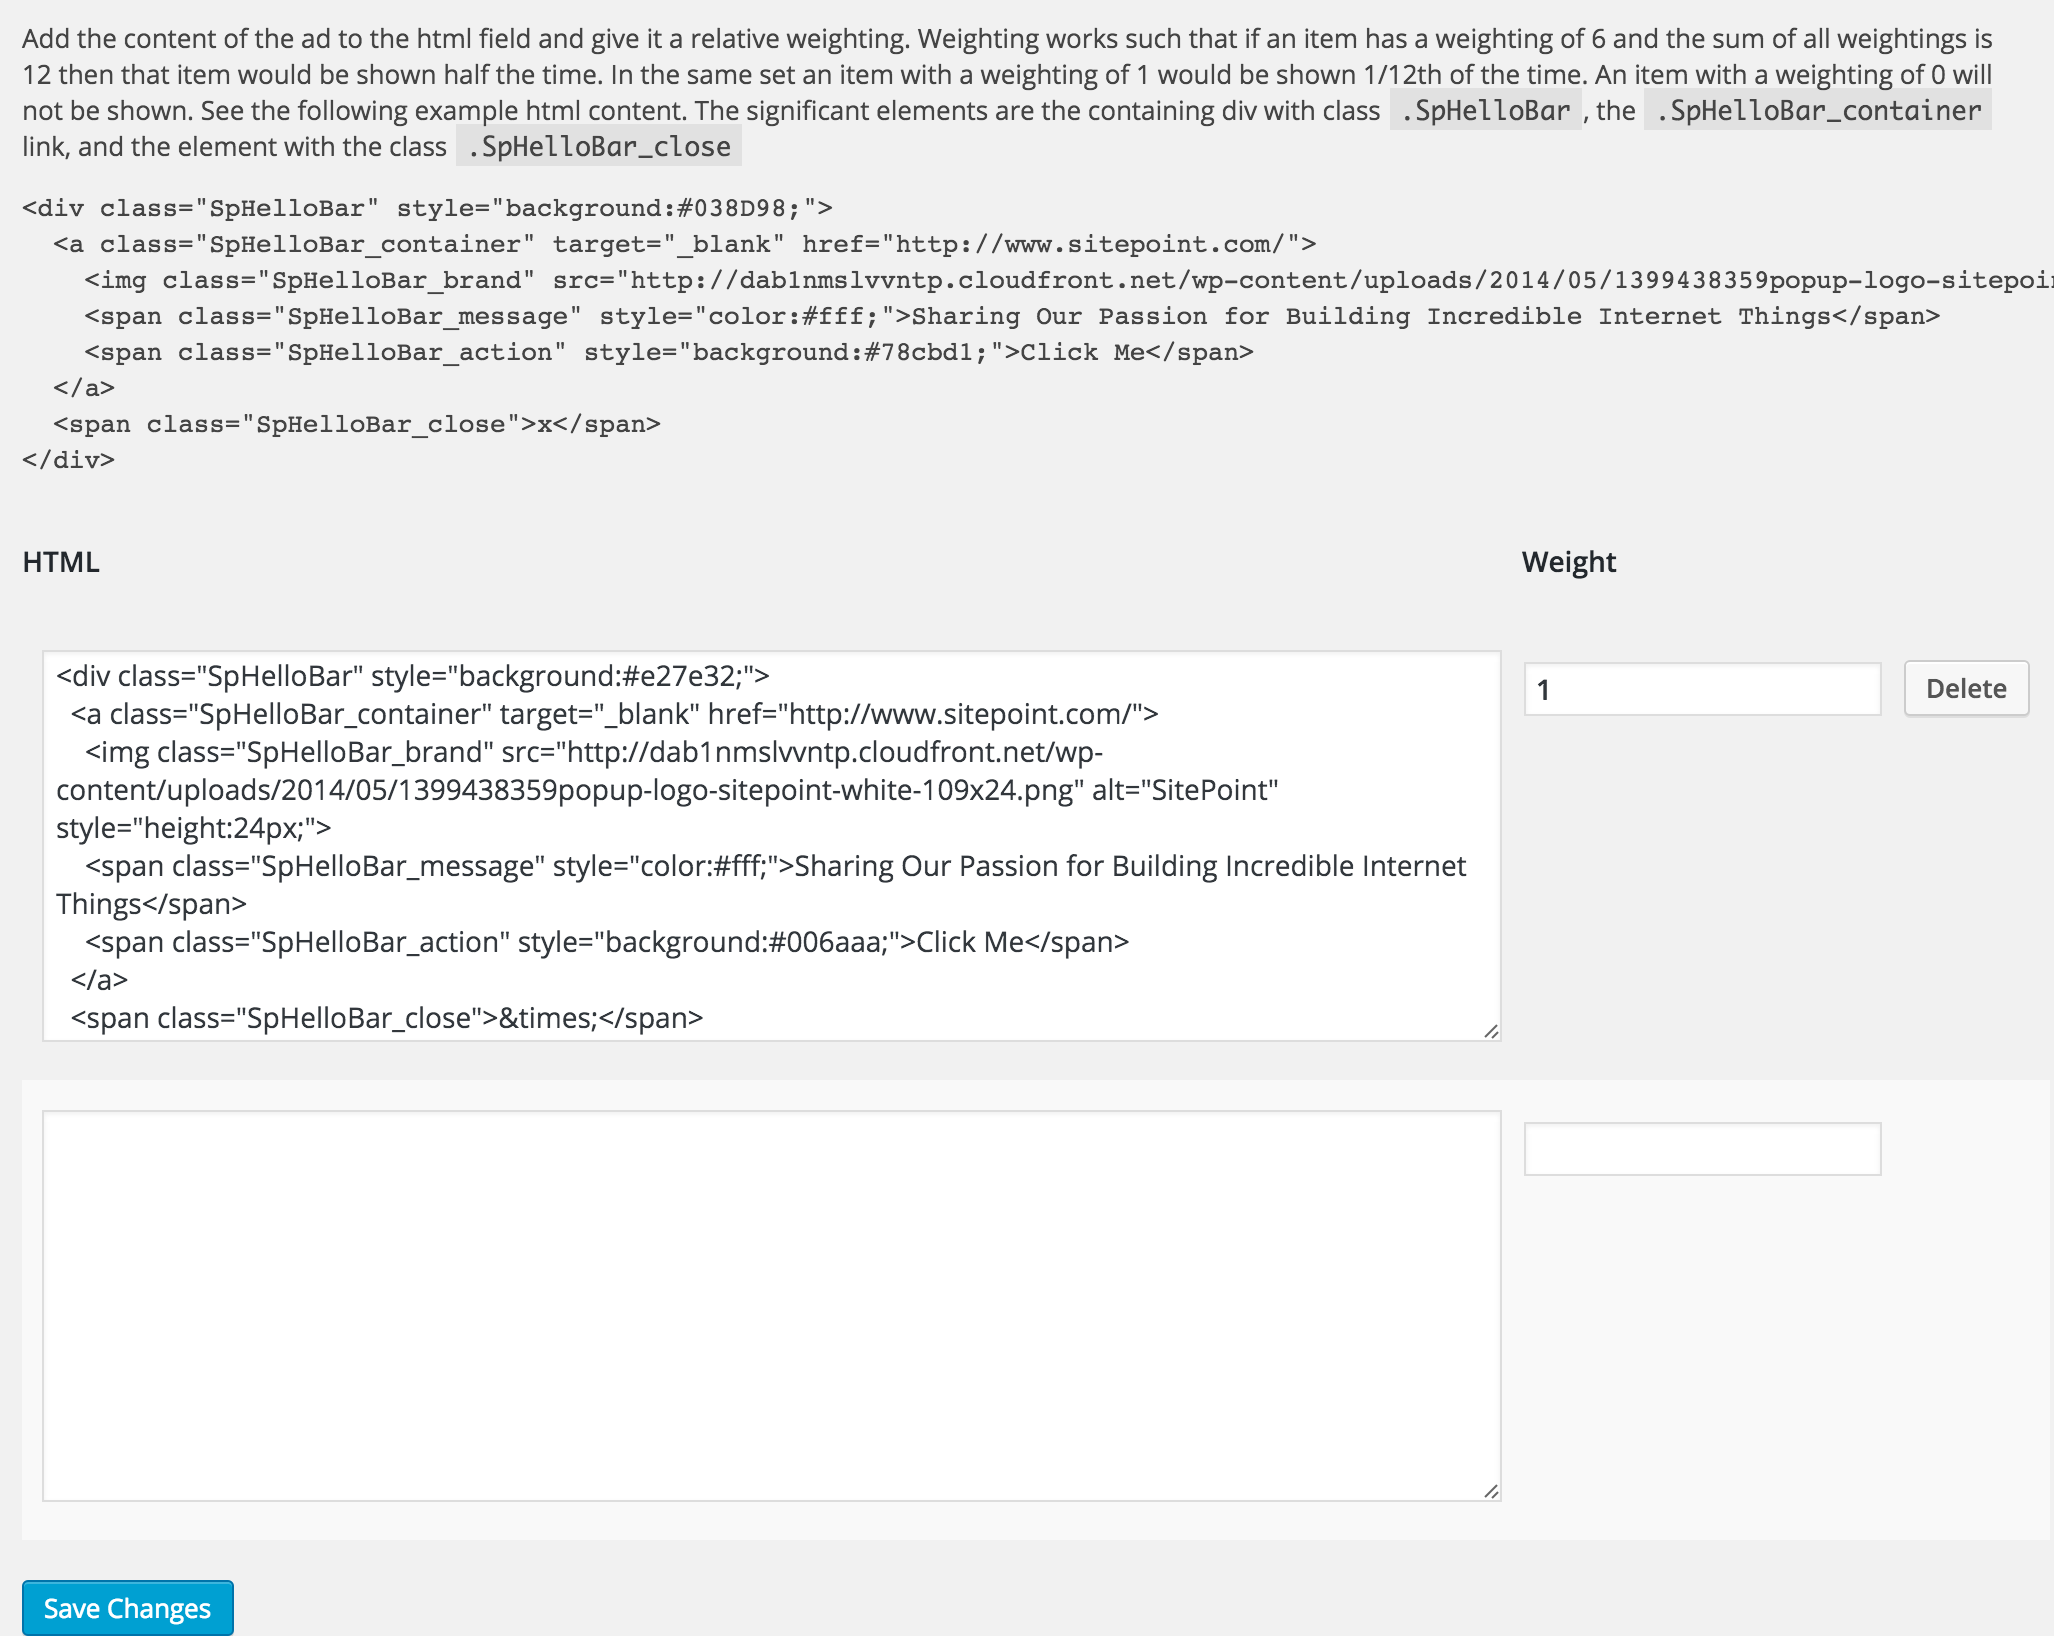 Add the content of the ad to the html field and give it a relative weighting. Weighting works such that if an item has a weighting of 6 and the sum of all weightings is
12 then that item would be shown half the time. In the same set an item with a weighting of 1 would be shown 1/12th of the time. An item with a weighting of 0 will
not be shown. See the following example html content. The significant elements are the containing div with class .SpHelloBar , the .SpHelloBar_container
link, and the element with the class .SpHelloBar_close
<div class="SpHelloBar" style="background:#038D98;">
<a class="SpHelloBar_container" target="_blank" href="http://www.sitepoint.com/">
<img class="SpHelloBar_brand" src="http://dab1nmslvvntp.cloudfront.net/wp-content/uploads/2014/05/1399438359popup-logo-sitepoi
<span class="SpHelloBar_message" style="color:#fff;">Sharing Our Passion for Building Incredible Internet Things</span>
<span class="SpHelloBar_action" style="background:#78cbd1;">Click Me</span>
</a>
<span class="SpHelloBar_close">x</span>
</div>
HTML Weight
<div class="SpHelloBar" style="background:#e27e32;">
1 Delete
<a class="SpHelloBar_container" target="_blank" href="http://www.sitepoint.com/">
<img class="SpHelloBar_brand" src="http://dab1nmslvvntp.cloudfront.net/wp-
content/uploads/2014/05/1399438359popup-logo-sitepoint-white-109x24.png" alt="SitePoint"
style="height:24px;">
<span class="SpHelloBar_message" style="color:#fff;">Sharing Our Passion for Building Incredible Internet
Things</span>
<span class="SpHelloBar_action" style="background:#006aaa;">Click Me</span>
</a>
<span class="SpHelloBar_close">&times;</span>
Save Changes